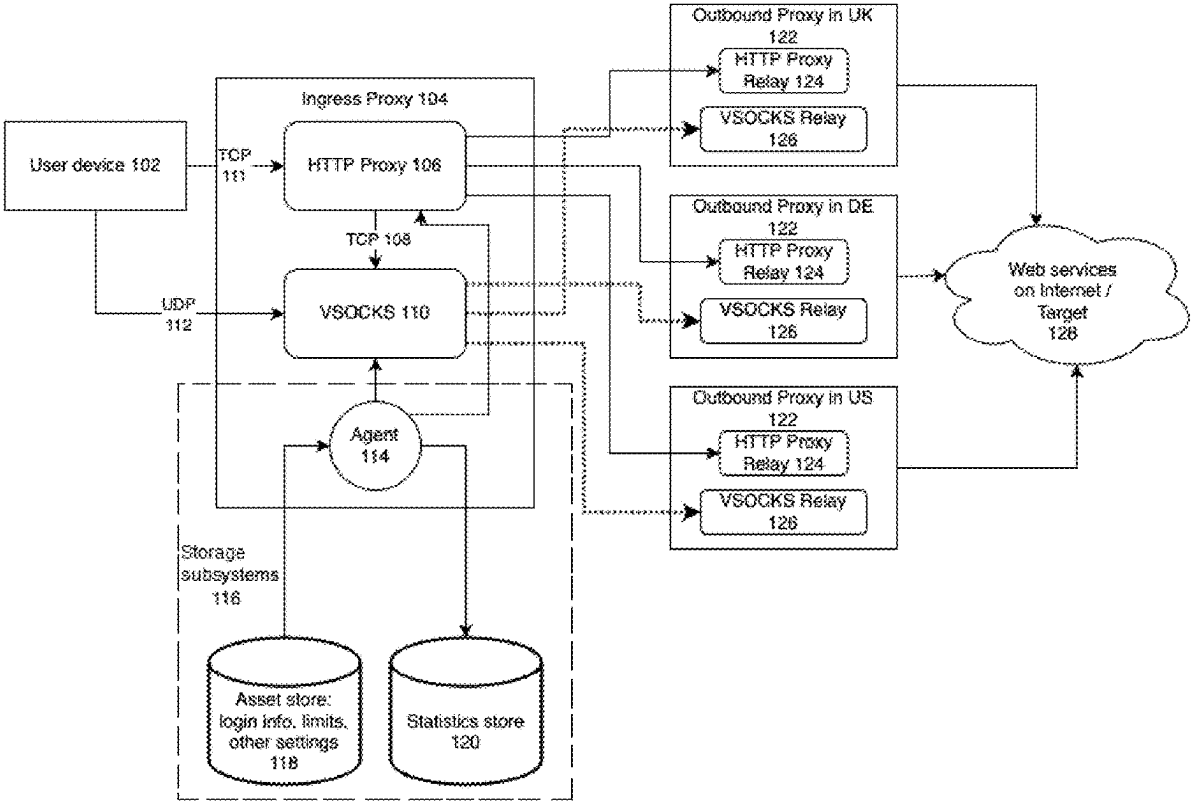 User device 102
TCP
111
UDP
112
Ingress Proxy 104
HTTP Proxy 106
TCP 108
VSOCKS 110
Agent
114
Storage
subsystems
116
Asset store:
login info, limits,
other settings
118
Statistics store
120
Outbound Proxy in UK
122
HTTP Proxy
Relay 124
VSOCKS Relay
126
Outbound Proxy in DE
122
HTTP Proxy
Relay 124
VSOCKS Relay
126
Outbound Proxy in US
122
HTTP Proxy
Relay 124
VSOCKS Relay
126
Web services
on Internet /
Target
128